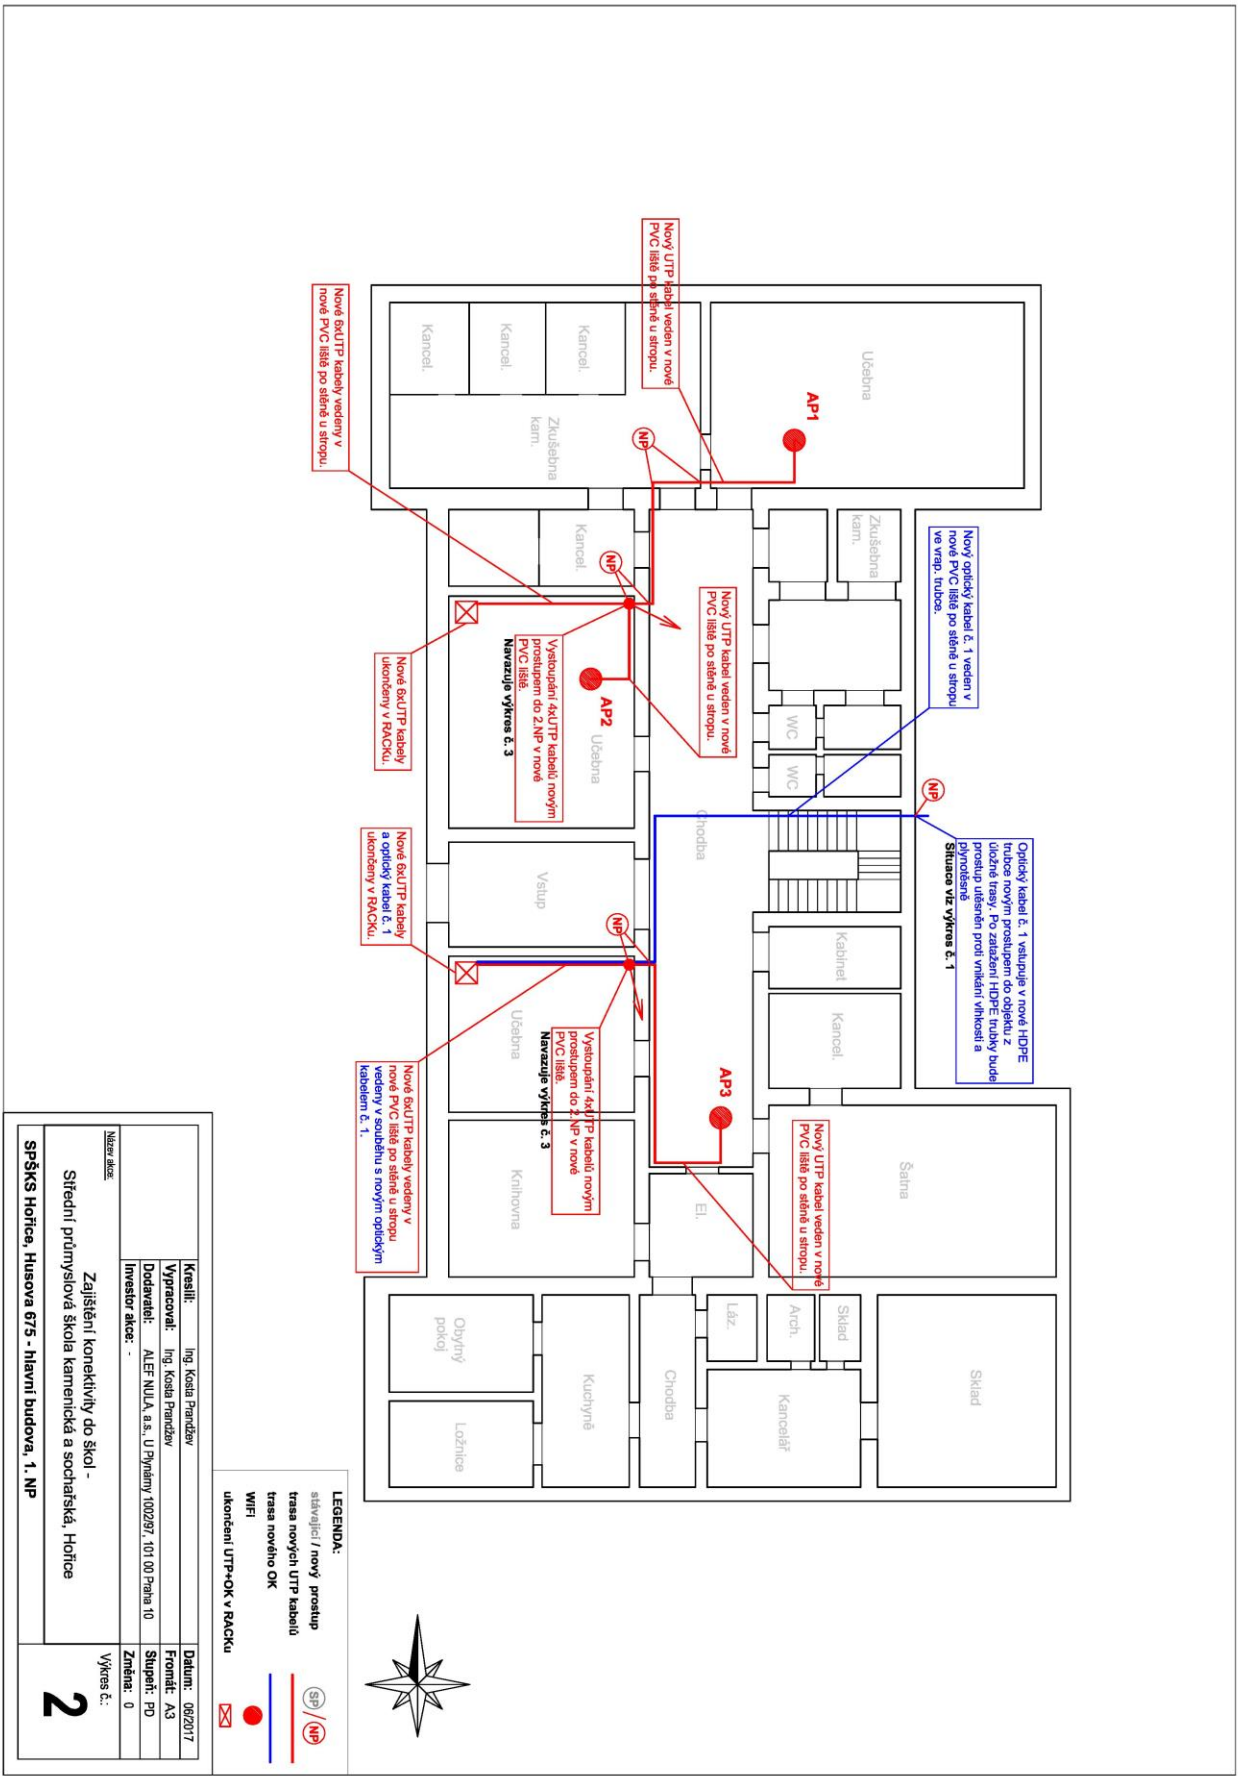 Optický kabel č. 1 vstupuje v nové HDPE
trubce novým prostupem do objektu z
úložné trasy. Po zatažení HDPE trubky bude
prostup utěsněn proti vnikání vlhkosti a
plynotěsně
Situace viz výkres č. 1
NP
Nový optický kabel č. 1 veden v
nové PVC liště po stěně u stropu
ve vrap. trubce.
Učebna
AP1
Zkušebna
kam.
WC
WC
Kabinet
Kancel.
Šatna
Sklad
Sklad
Arch.
Láz.
Kancelář
Nový UTP kabel veden v nové
PVC liště po stěně u stropu.
NP
Nový UTP kabel veden v nové
PVC liště po stěně u stropu.
Chodba
AP3
Nový UTP kabel veden v nové
PVC liště po stěně u stropu.
El.
Chodba
Kancel.
Kancel.
Kancel.
Zkušebna
kam.
Kancel.
NP
AP2
Učebna
Vystoupání 4xUTP kabelů novým
prostupem do 2.NP v nové
PVC liště.
Navazuje výkres č. 3
Vstup
NP
Učebna
Vystoupání 4xUTP kabelů novým
prostupem do 2.NP v nové
PVC liště.
Navazuje výkres č. 3
Knihovna
Kuchyně
Obytný
pokoj
Ložnice
Nové 6xUTP kabely vedeny v
nové PVC liště po stěně u stropu.
Nové 6xUTP kabely
ukončeny v RACKu.
Nové 6xUTP kabely
a optický kabel č. 1
ukončeny v RACKu.
Nové 6xUTP kabely vedeny v
nové PVC liště po stěně u stropu
vedeny v souběhu s novým optickým
kabelem č. 1.
LEGENDA:
stávající / nový prostup
SP / NP
trasa nových UTP kabelů
trasa nového OK
WIFI
ukončení UTP+OK v RACKu
Kreslil: Ing. Kosta Prandžev
Datum: 06/2017
Vypracoval: Ing. Kosta Prandžev
Fromát: A3
Dodavatel: ALEF NULA, a.s., U Plynárny 1002/97, 101 00 Praha 10
Stupeň: PD
Investor akce: -
Změna: 0
Název akce:
Zajištění konektivity do škol -
Střední průmyslová škola kamenická a sochařská, Hořice
Výkres č.:
2
SPŠKS Hořice, Husova 675 - hlavní budova, 1. NP